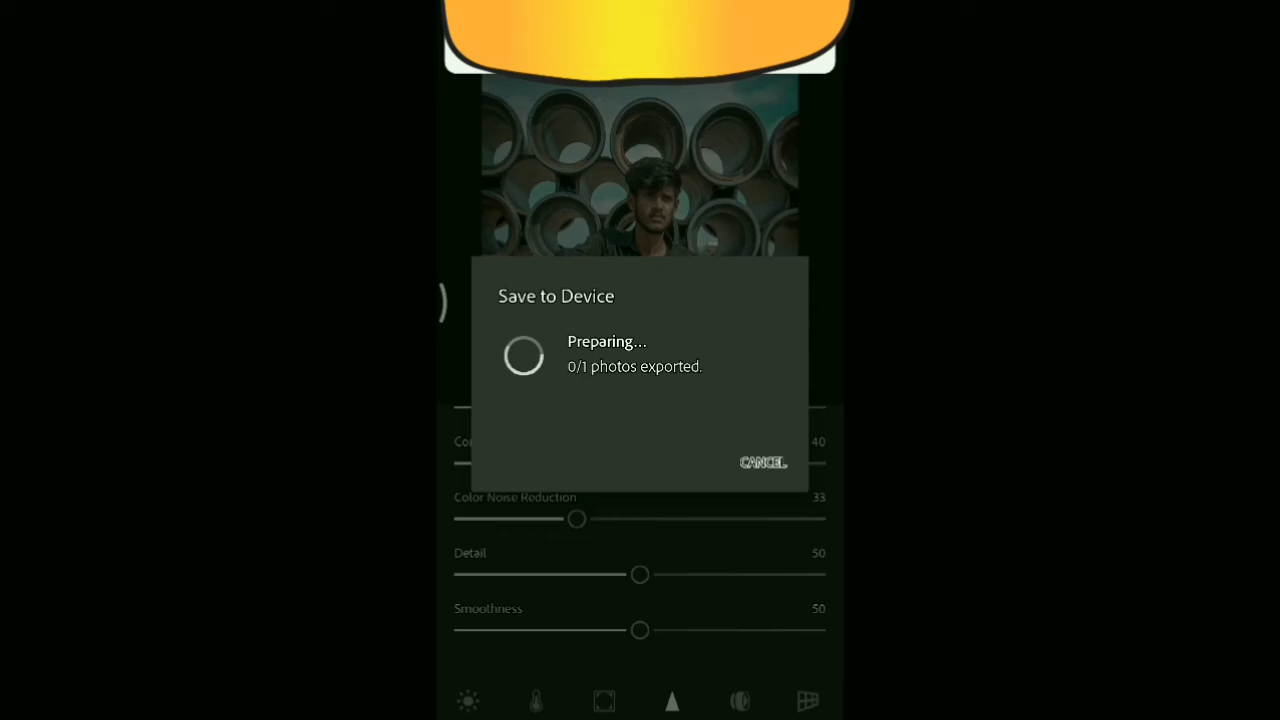 Save to Device
Preparing...
0/1 photos exported.
40
CANCEL
Color Noise Reduction 33
Detail 50
Smoothness 50